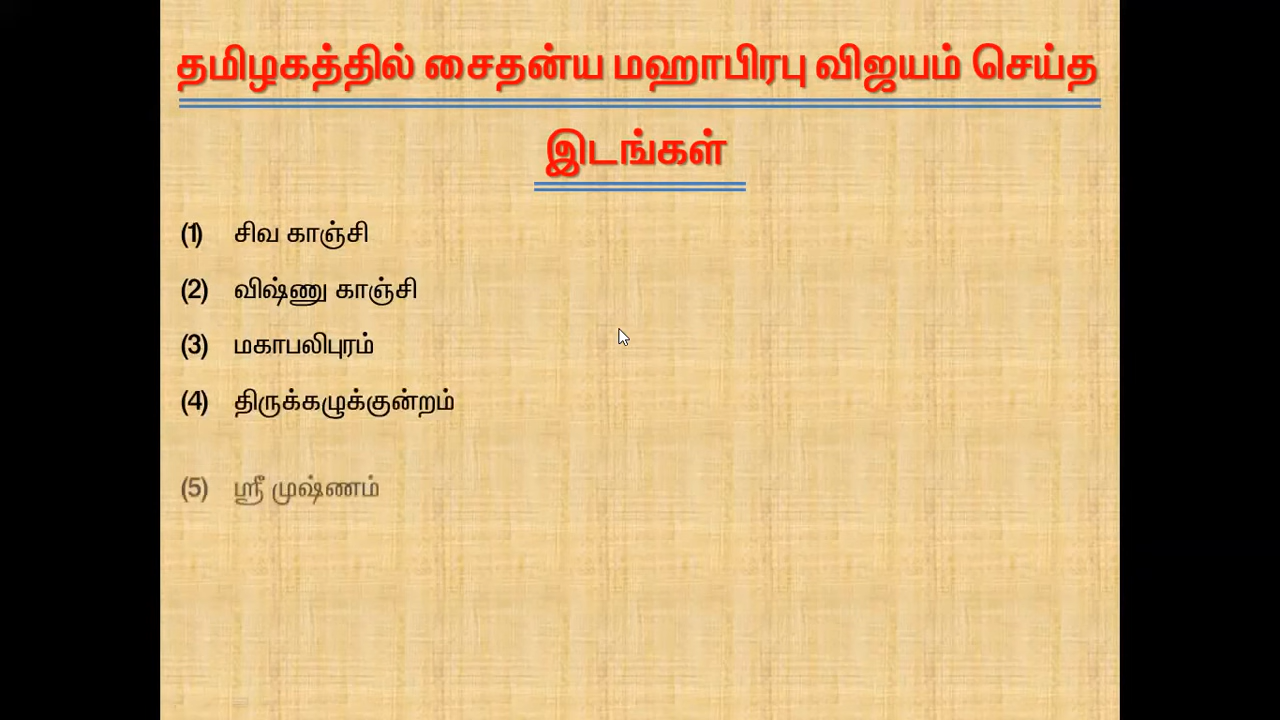 தமிழகத்தில் சைதன்ய மஹாபிரபு விஜயம் செய்த
இடங்கள்
(1) சிவ காஞ்சி
(2) விஷ்ணு காஞ்சி
(3) மகாபலிபுரம்
(4) திருக்கழுக்குன்றம்
(5) ஸ்ரீ முஷ்ணம்